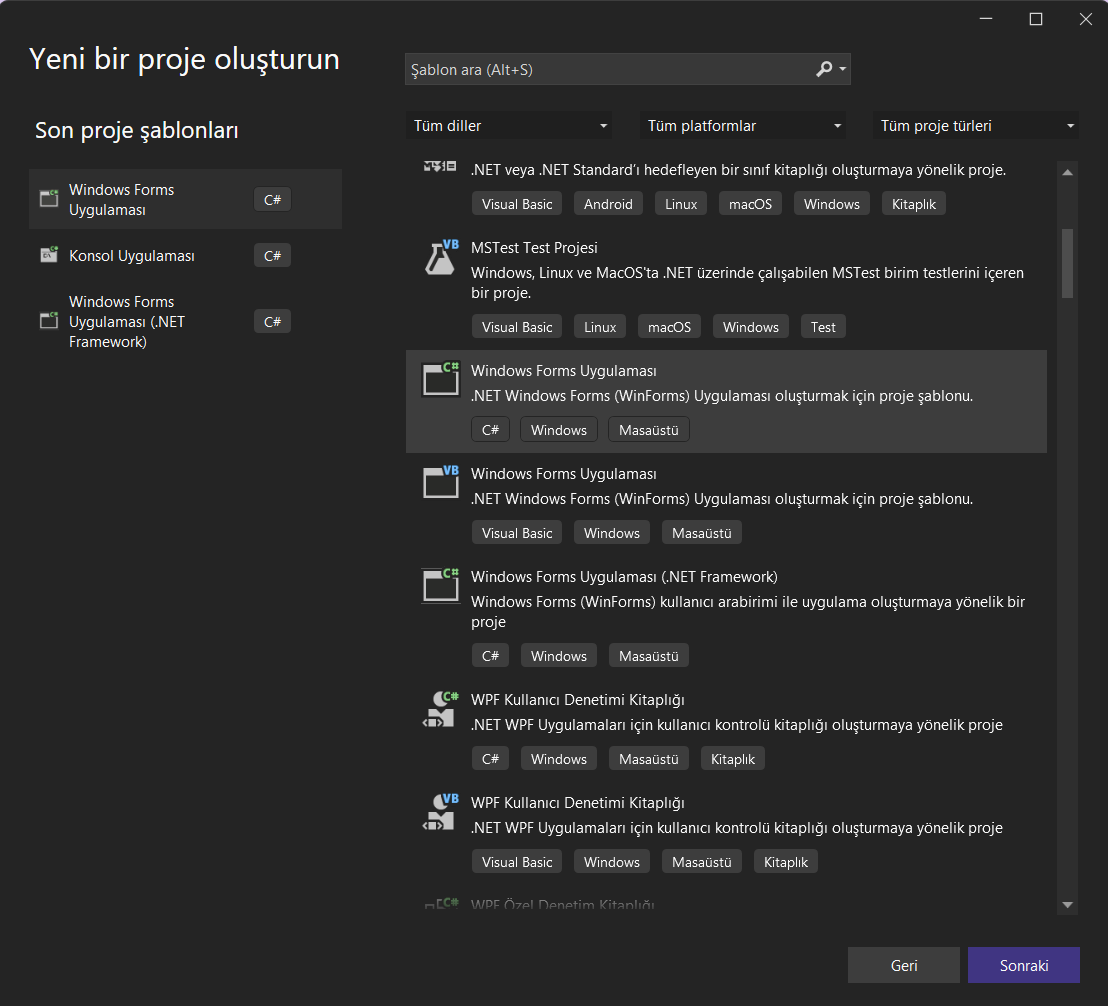 Yeni bir proje oluşturun
Son proje şablonları
Windows Forms
Uygulaması
C#
Konsol Uygulaması
C#
Windows Forms
Uygulaması (.NET
Framework)
C#
Şablon ara (Alt+S)
Tüm diller
Tüm platformlar
Tüm proje türleri
.NET veya .NET Standard'ı hedefleyen bir sınıf kitaplığı oluşturmaya yönelik proje.
Visual Basic Android Linux macOS Windows Kitaplık
VB
MSTest Test Projesi
Windows, Linux ve MacOS'ta .NET üzerinde çalışabilen MSTest birim testlerini içeren
bir proje.
Visual Basic Linux macOS Windows Test
C#
Windows Forms Uygulaması
.NET Windows Forms (WinForms) Uygulaması oluşturmak için proje şablonu.
C# Windows Masaüstü
VB
Windows Forms Uygulaması
.NET Windows Forms (WinForms) Uygulaması oluşturmak için proje şablonu.
Visual Basic Windows Masaüstü
C#
Windows Forms Uygulaması (.NET Framework)
Windows Forms (WinForms) kullanıcı arabirimi ile uygulama oluşturmaya yönelik bir
proje
C# Windows Masaüstü
C#
WPF Kullanıcı Denetimi Kitaplığı
.NET WPF Uygulamaları için kullanıcı kontrolü kitaplığı oluşturmaya yönelik proje
C# Windows Masaüstü Kitaplık
VB
WPF Kullanıcı Denetimi Kitaplığı
.NET WPF Uygulamaları için kullanıcı kontrolü kitaplığı oluşturmaya yönelik proje
Visual Basic Windows Masaüstü Kitaplık
C#
WPF Özel Denetim Kitaplığı
Geri
Sonraki